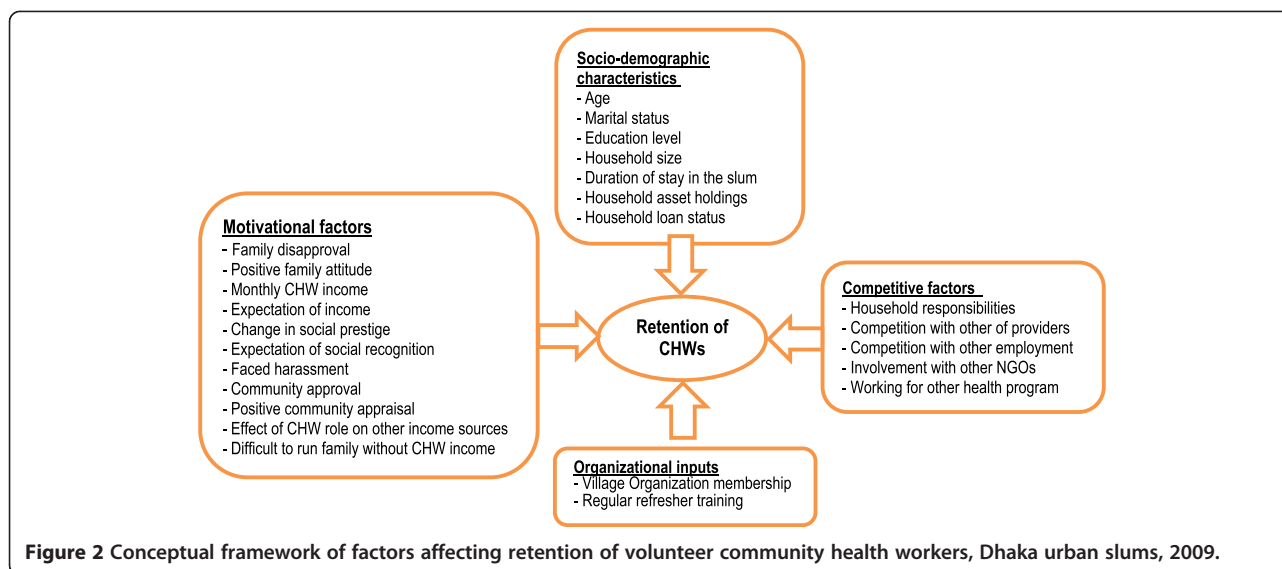 Socio-demographic
characteristics
- Age
- Marital status
- Education level
- Household size
- Duration of stay in the slum
- Household asset holdings
- Household loan status
Motivational factors
- Family disapproval
- Positive family attitude
- Monthly CHW income
- Expectation of income
- Change in social prestige
- Expectation of social recognition
- Faced harassment
- Community approval
- Positive community appraisal
- Effect of CHW role on other income sources
- Difficult to run family without CHW income
Retention of
CHWs
Competitive factors
- Household responsibilities
- Competition with other of providers
- Competition with other employment
- Involvement with other NGOs
- Working for other health program
Organizational inputs
- Village Organization membership
- Regular refresher training
Figure 2 Conceptual framework of factors affecting retention of volunteer community health workers, Dhaka urban slums, 2009.